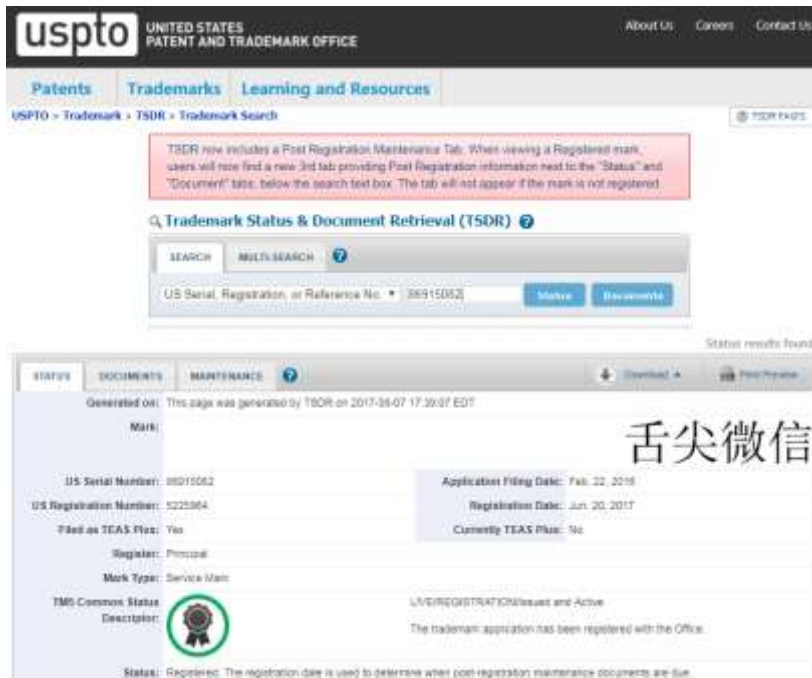 uspto UNITED STATES
PATENT AND TRADEMARK OFFICE
About Us Careers Contact Us
Patents Trademarks Learning and Resources
USPTO > Trademark > TSDR > Trademark Search
TSDR FAQ'S
TSDR now includes a Post Registration Maintenance Tab. When viewing a Registered mark,
users will now find a new 3rd tab providing Post Registration information next to the "Status" and
"Document" tabs, below the search text box. The tab will not appear if the mark is not registered.
Trademark Status & Document Retrieval (TSDR)
SEARCH MULTI-SEARCH
US Serial, Registration, or Reference No. 86915062
Status Documents
Status results found
STATUS DOCUMENTS MAINTENANCE
Download Print Preview
Generated on: This page was generated by TSDR on 17:39:07 EDT
Mark:
舌尖微信
US Serial Number: 86915062 Application Filing Date: Feb. 22, 2016
US Registration Number: 5225964 Registration Date: Jun. 20, 2017
Filed as TEAS Plus: Yes Currently TEAS Plus: No
Register: Principal
Mark Type: Service Mark
TM5 Common Status
Descriptor:
LIVE/REGISTRATION/Issued and Active
The trademark application has been registered with the Office.
Status: Registered. The registration date is used to determine when post-registration maintenance documents are due.